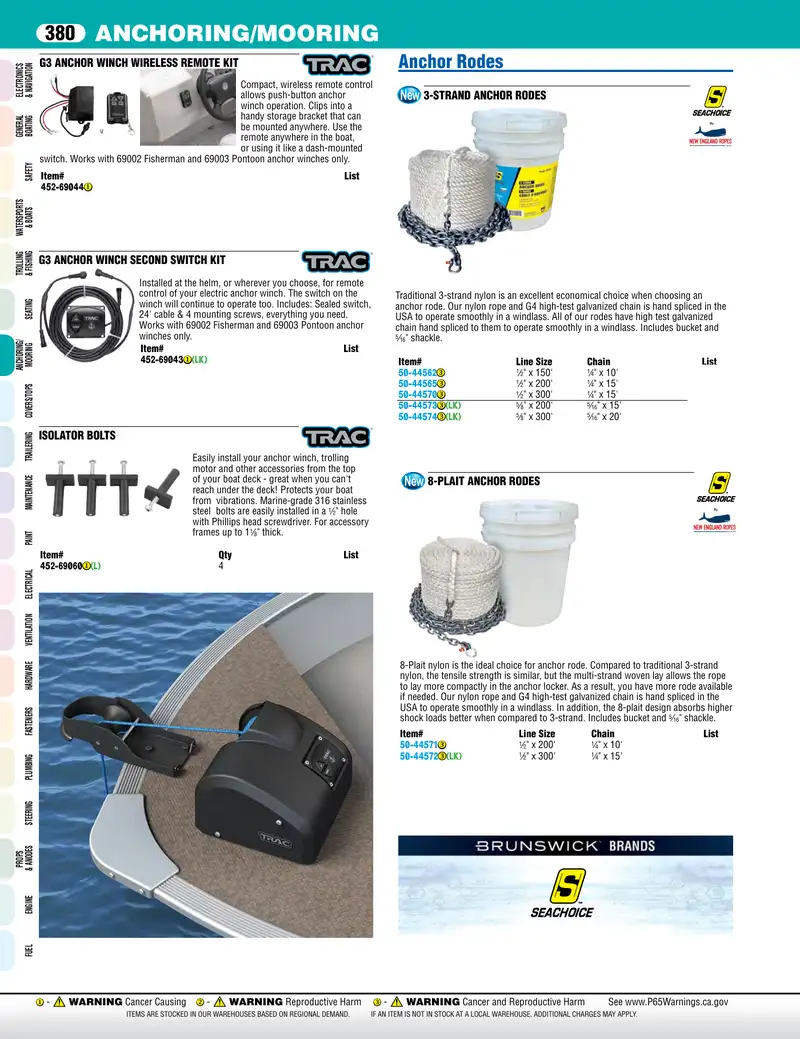 380 ANCHORING/MOORING
ELECTRONICS & NAVIGATION
GENERAL BOATING
SAFETY
WATERSPORTS & BOATS
TROLLING & FISHING
SEATING
ANCHORING/ MOORING
COVERS/TOPS
TRAILERING
MAINTENANCE
PAINT
ELECTRICAL
VENTILATION
HARDWARE
FASTENERS
PLUMBING
STEERING
PROPS & ANODES
ENGINE
FUEL
G3 ANCHOR WINCH WIRELESS REMOTE KIT
TRAC
Compact, wireless remote control
allows push-button anchor
winch operation. Clips into a
handy storage bracket that can
be mounted anywhere. Use the
remote anywhere in the boat,
or using it like a dash-mounted
switch. Works with 69002 Fisherman and 69003 Pontoon anchor winches only.
Item# List
452-69044 1
G3 ANCHOR WINCH SECOND SWITCH KIT
TRAC
Installed at the helm, or wherever you choose, for remote
control of your electric anchor winch. The switch on the
winch will continue to operate too. Includes: Sealed switch,
24' cable & 4 mounting screws, everything you need.
Works with 69002 Fisherman and 69003 Pontoon anchor
winches only.
Item# List
452-69043 1 (LK)
ISOLATOR BOLTS
TRAC
Easily install your anchor winch, trolling
motor and other accessories from the top
of your boat deck - great when you can't
reach under the deck! Protects your boat
from vibrations. Marine-grade 316 stainless
steel bolts are easily installed in a ½" hole
with Phillips head screwdriver. For accessory
frames up to 1⅛" thick.
Item# Qty List
452-69060 1 (L) 4
TRAC
Anchor Rodes
New 3-STRAND ANCHOR RODES
S
SEACHOICE
By
NEW ENGLAND ROPES
Traditional 3-strand nylon is an excellent economical choice when choosing an
anchor rode. Our nylon rope and G4 high-test galvanized chain is hand spliced in the
USA to operate smoothly in a windlass. All of our rodes have high test galvanized
chain hand spliced to them to operate smoothly in a windlass. Includes bucket and
5⁄16" shackle.
Item# Line Size Chain List
50-44562 3 ½" x 150' ¼" x 10'
50-44565 3 ½" x 200' ¼" x 15'
50-44570 3 ½" x 300' ¼" x 15'
50-44573 3 (LK) ⅝" x 200' 5⁄16" x 15'
50-44574 3 (LK) ⅝" x 300' 5⁄16" x 20'
New 8-PLAIT ANCHOR RODES
S
SEACHOICE
By
NEW ENGLAND ROPES
8-Plait nylon is the ideal choice for anchor rode. Compared to traditional 3-strand
nylon, the tensile strength is similar, but the multi-strand woven lay allows the rope
to lay more compactly in the anchor locker. As a result, you have more rode available
if needed. Our nylon rope and G4 high-test galvanized chain is hand spliced in the
USA to operate smoothly in a windlass. In addition, the 8-plait design absorbs higher
shock loads better when compared to 3-strand. Includes bucket and 5⁄16" shackle.
Item# Line Size Chain List
50-44571 3 ½" x 200' ¼" x 10'
50-44572 3 (LK) ½" x 300' ¼" x 15'
BRUNSWICK BRANDS
S
SEACHOICE
1 - WARNING Cancer Causing 2 - WARNING Reproductive Harm 3 - WARNING Cancer and Reproductive Harm See www.P65Warnings.ca.gov
ITEMS ARE STOCKED IN OUR WAREHOUSES BASED ON REGIONAL DEMAND. IF AN ITEM IS NOT IN STOCK AT A LOCAL WAREHOUSE, ADDITIONAL CHARGES MAY APPLY.